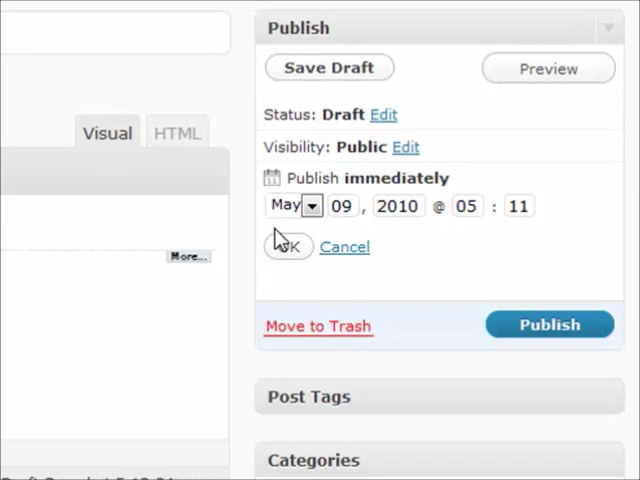 Publish
Save Draft
Preview
Status: Draft Edit
Visual
HTML
Visibility: Public Edit
Publish immediately
May 09 , 2010 @ 05 : 11
Cancel
More...
Move to Trash
Publish
Post Tags
Categories